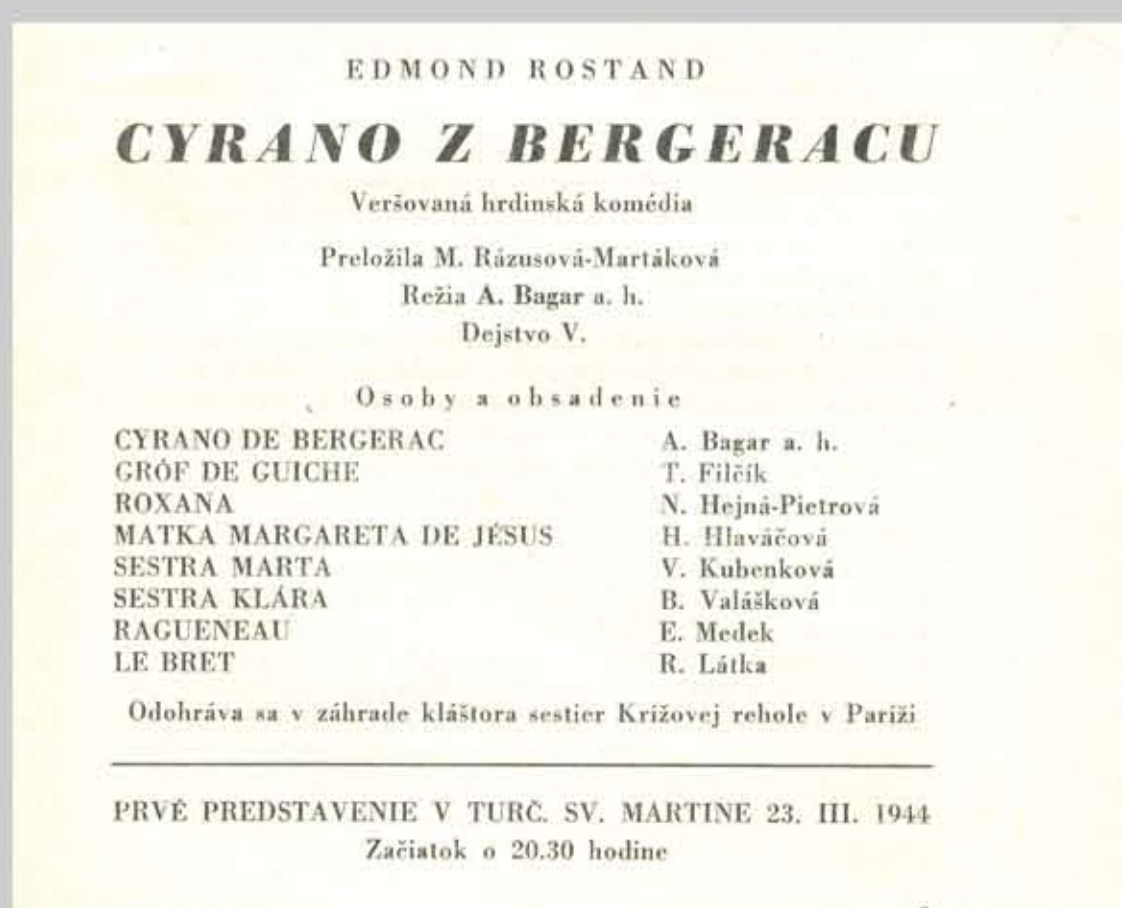 EDMOND ROSTAND
CYRANO Z BERGERACU
Veršovaná hrdinská komédia
Preložila M. Rázusová-Martáková
Režia A. Bagar a. h.
Dejstvo V.
Osoby a obsadenie
CYRANO DE BERGERAC A. Bagar a. h.
GRÓF DE GUICHE T. Filčík
ROXANA N. Hejná-Pietrová
MATKA MARGARETA DE JÉSUS H. Hlaváčová
SESTRA MARTA V. Kubenková
SESTRA KLÁRA B. Valášková
RAGUENEAU E. Medek
LE BRET R. Látka
Odohráva sa v záhrade kláštora sestier Krížovej rehole v Paríži
PRVÉ PREDSTAVENIE V TURČ. SV. MARTINE 23. III. 1944
Začiatok o 20.30 hodine